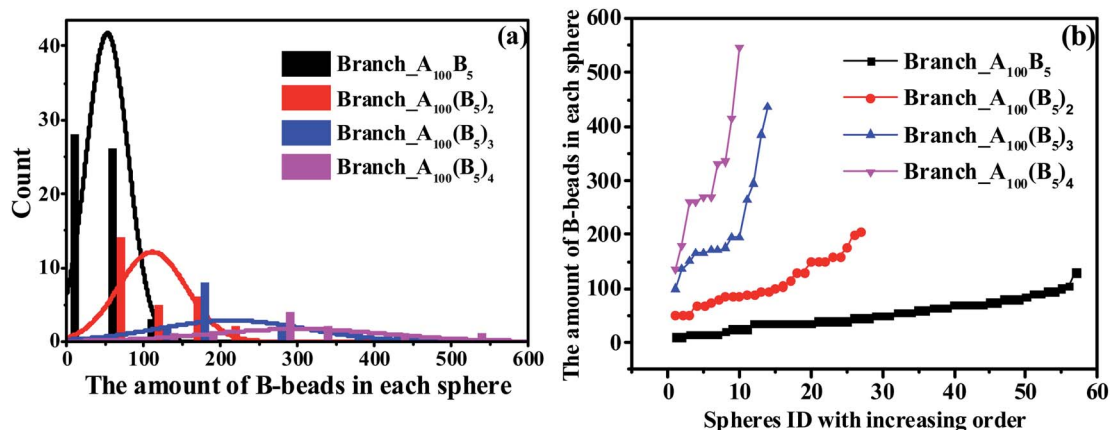 (a)
40
30
20
10
0
Count
Branch_A₁₀₀B₅
Branch_A₁₀₀(B₅)₂
Branch_A₁₀₀(B₅)₃
Branch_A₁₀₀(B₅)₄
0 100 200 300 400 500 600
The amount of B-beads in each sphere
(b)
600
500
400
300
200
100
0
The amount of B-beads in each sphere
Branch_A₁₀₀B₅
Branch_A₁₀₀(B₅)₂
Branch_A₁₀₀(B₅)₃
Branch_A₁₀₀(B₅)₄
0 10 20 30 40 50 60
Spheres ID with increasing order